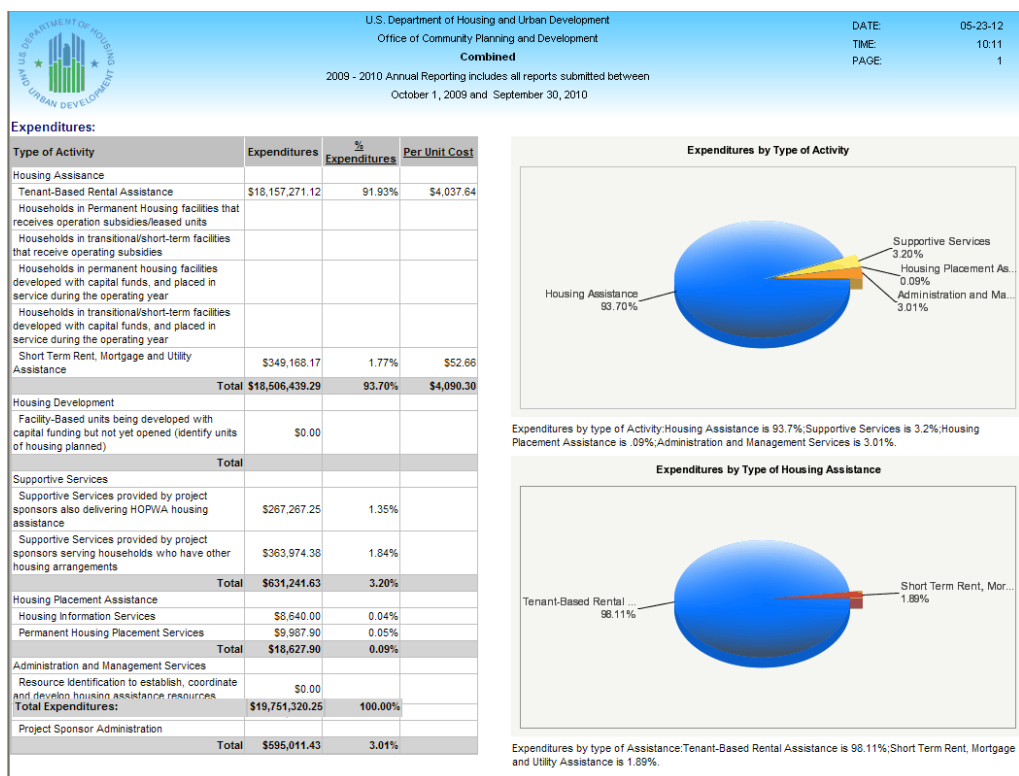 U.S. DEPARTMENT OF HOUSING
AND URBAN DEVELOPMENT
U.S. Department of Housing and Urban Development
Office of Community Planning and Development
Combined
2009 - 2010 Annual Reporting includes all reports submitted between
October 1, 2009 and September 30, 2010
DATE: 05-23-12
TIME: 10:11
PAGE: 1
Expenditures:
Type of Activity Expenditures % Expenditures Per Unit Cost
Housing Assisance
Tenant-Based Rental Assistance $18,157,271.12 91.93% $4,037.64
Households in Permanent Housing facilities that
receives operation subsidies/leased units
Households in transitional/short-term facilities
that receive operating subsidies
Households in permanent housing facilities
developed with capital funds, and placed in
service during the operating year
Households in transitional/short-term facilities
developed with capital funds, and placed in
service during the operating year
Short Term Rent, Mortgage and Utility
Assistance $349,168.17 1.77% $52.66
Total $18,506,439.29 93.70% $4,090.30
Housing Development
Facility-Based units being developed with
capital funding but not yet opened (identify units
of housing planned) $0.00
Total
Supportive Services
Supportive Services provided by project
sponsors also delivering HOPWA housing
assistance $267,267.25 1.35%
Supportive Services provided by project
sponsors serving households who have other
housing arrangements $363,974.38 1.84%
Total $631,241.63 3.20%
Housing Placement Assistance
Housing Information Services $8,640.00 0.04%
Permanent Housing Placement Services $9,987.90 0.05%
Total $18,627.90 0.09%
Administration and Management Services
Resource Identification to establish, coordinate
and develop housing assistance resources $0.00
Total Expenditures: $19,751,320.25 100.00%
Project Sponsor Administration
Total $595,011.43 3.01%
Expenditures by Type of Activity
Supportive Services
3.20%
Housing Placement As...
0.09%
Administration and Ma...
3.01%
Housing Assistance
93.70%
Expenditures by type of Activity:Housing Assistance is 93.7%;Supportive Services is 3.2%;Housing
Placement Assistance is .09%;Administration and Management Services is 3.01%.
Expenditures by Type of Housing Assistance
Short Term Rent, Mor...
1.89%
Tenant-Based Rental ...
98.11%
Expenditures by type of Assistance:Tenant-Based Rental Assistance is 98.11%;Short Term Rent, Mortgage
and Utility Assistance is 1.89%.